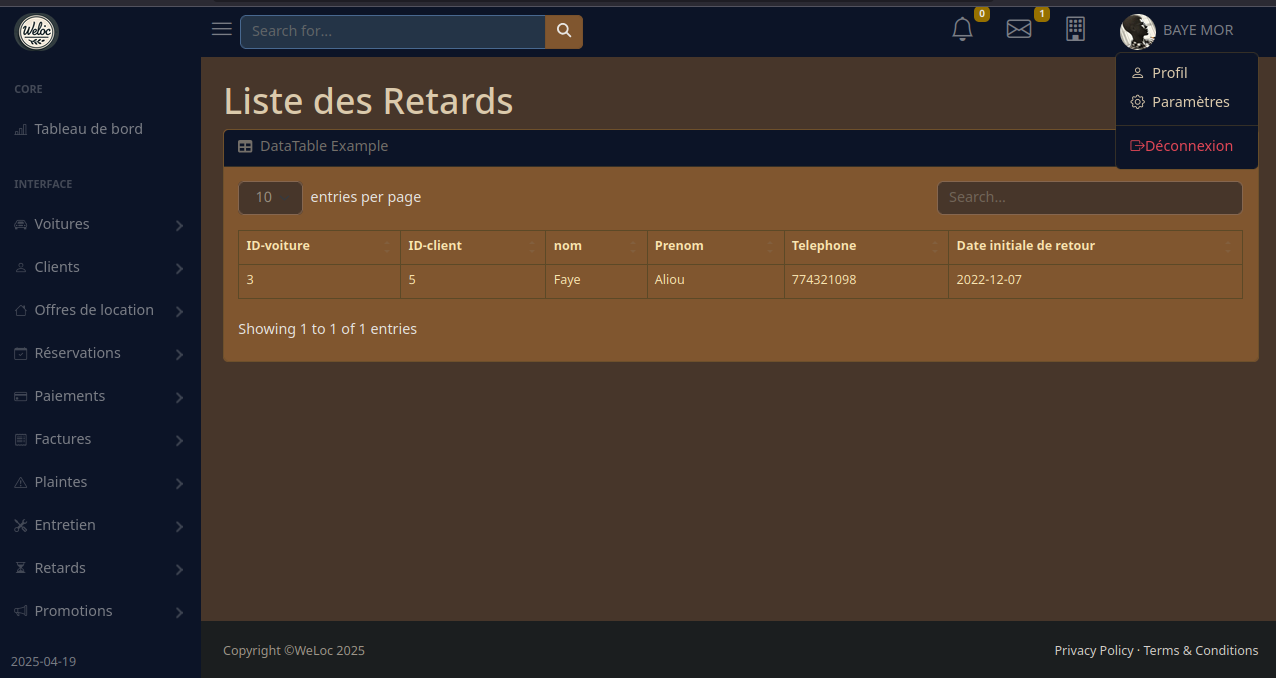 Weloc
Search for...
0
1
BAYE MOR
Profil
Paramètres
Déconnexion
CORE
Tableau de bord
INTERFACE
Voitures
Clients
Offres de location
Réservations
Paiements
Factures
Plaintes
Entretien
Retards
Promotions
2025-04-19
Liste des Retards
DataTable Example
10 entries per page
Search...
ID-voiture ID-client nom Prenom Telephone Date initiale de retour
3 5 Faye Aliou 774321098 2022-12-07
Showing 1 to 1 of 1 entries
Copyright ©WeLoc 2025
Privacy Policy · Terms & Conditions